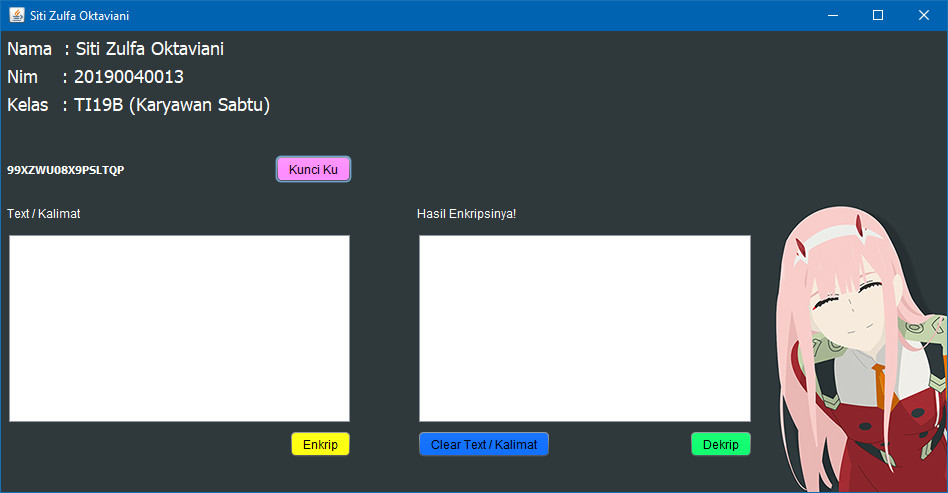 Siti Zulfa Oktaviani
Nama : Siti Zulfa Oktaviani
Nim : 20190040013
Kelas : TI19B (Karyawan Sabtu)
99XZWU08X9PSLTQP Kunci Ku
Text / Kalimat Hasil Enkripsinya!
Enkrip Clear Text / Kalimat Dekrip